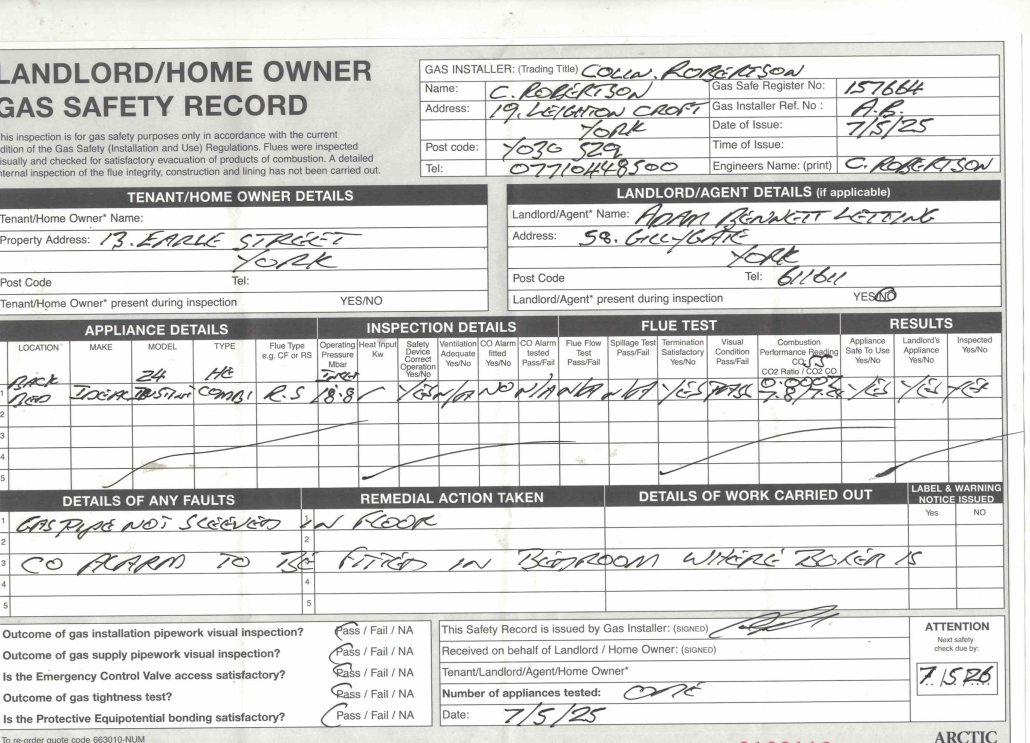 LANDLORD/HOME OWNER
GAS SAFETY RECORD
This inspection is for gas safety purposes only in accordance with the current
edition of the Gas Safety (Installation and Use) Regulations. Flues were inspected
visually and checked for satisfactory evacuation of products of combustion. A detailed
internal inspection of the flue integrity, construction and lining has not been carried out.
GAS INSTALLER: (Trading Title) COLIN. ROBERTSON
Name: C. ROBERTSON Gas Safe Register No: 157664
Address: 19. LEIGHTON CROFT Gas Installer Ref. No : A.B.
YORK Date of Issue: 7/5/25
Post code: YO30 5ZQ Time of Issue:
Tel: 07710448500 Engineers Name: (print) C. ROBERTSON
TENANT/HOME OWNER DETAILS
Tenant/Home Owner* Name:
Property Address: 13. EARLE STREET
YORK
Post Code Tel:
Tenant/Home Owner* present during inspection YES/NO
LANDLORD/AGENT DETAILS (if applicable)
Landlord/Agent* Name: ADAM BENNETT LETTING
Address: 58. GILLYGATE
YORK
Post Code Tel: 611611
Landlord/Agent* present during inspection YES/NO
APPLIANCE DETAILS INSPECTION DETAILS FLUE TEST RESULTS
LOCATION MAKE MODEL TYPE Flue Type e.g. CF or RS Operating Pressure Mbar Heat Input Kw Safety Device Correct Operation Yes/No Ventilation Adequate Yes/No CO Alarm fitted Yes/No CO Alarm tested Pass/Fail Flue Flow Test Pass/Fail Spillage Test Pass/Fail Termination Satisfactory Yes/No Visual Condition Pass/Fail Combustion Performance Reading CO2 Ratio / CO2 CO Appliance Safe To Use Yes/No Landlord's Appliance Yes/No Inspected Yes/No
BACK 24 HE
1 BED IDEAL COMBI R.S 18.8 YES N/A NO N/A N/A N/A YES PASS 0.0007 YES YES YES
2
3
4
5
DETAILS OF ANY FAULTS REMEDIAL ACTION TAKEN DETAILS OF WORK CARRIED OUT LABEL & WARNING NOTICE ISSUED
Yes NO
1 GAS PIPE NOT SLEEVED 1 IN FLOOR
2 2
3 CO ALARM TO BE FITTED IN BEDROOM WHERE BOILER IS
4 4
5 5
Outcome of gas installation pipework visual inspection? Pass / Fail / NA
Outcome of gas supply pipework visual inspection? Pass / Fail / NA
Is the Emergency Control Valve access satisfactory? Pass / Fail / NA
Outcome of gas tightness test? Pass / Fail / NA
Is the Protective Equipotential bonding satisfactory? Pass / Fail / NA
This Safety Record is issued by Gas Installer: (SIGNED)
Received on behalf of Landlord / Home Owner: (SIGNED)
Tenant/Landlord/Agent/Home Owner*
Number of appliances tested: ONE
Date: 7/5/25
ATTENTION
Next safety
check due by:
7/5/26
To re-order quote code 663010-NUM
ARCTIC